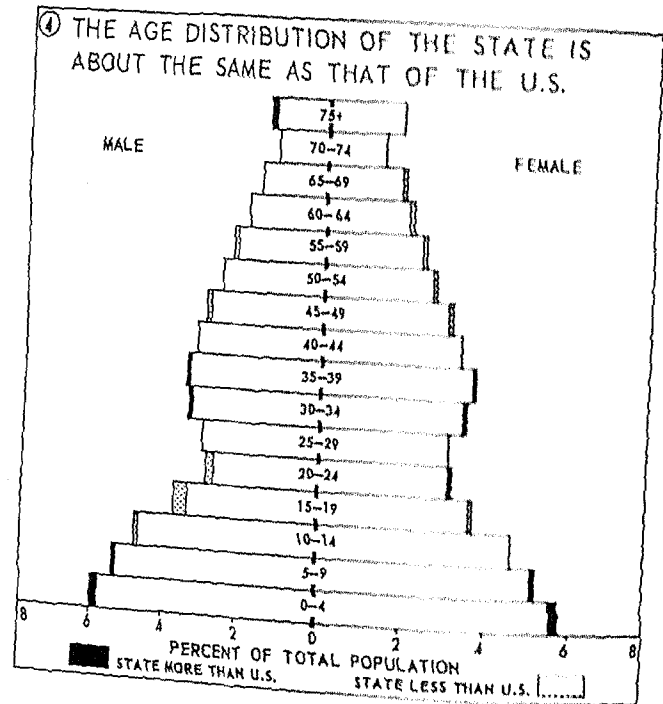 ④ THE AGE DISTRIBUTION OF THE STATE IS
ABOUT THE SAME AS THAT OF THE U.S.
MALE
FEMALE
75+
70-74
65-69
60-64
55-59
50-54
45-49
40-44
35-39
30-34
25-29
20-24
15-19
10-14
5-9
0-4
8 6 4 2 0 2 4 6 8
PERCENT OF TOTAL POPULATION
STATE MORE THAN U.S.
STATE LESS THAN U.S.